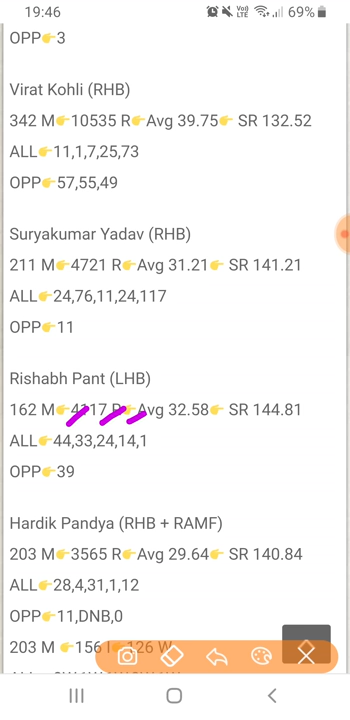 19:46 Vo) LTE 69%
OPP👉3
Virat Kohli (RHB)
342 M👉10535 R👉Avg 39.75👉 SR 132.52
ALL👉11,1,7,25,73
OPP👉57,55,49
Suryakumar Yadav (RHB)
211 M👉4721 R👉Avg 31.21👉 SR 141.21
ALL👉24,76,11,24,117
OPP👉11
Rishabh Pant (LHB)
162 M👉4117 R👉Avg 32.58👉 SR 144.81
ALL👉44,33,24,14,1
OPP👉39
Hardik Pandya (RHB + RAMF)
203 M👉3565 R👉Avg 29.64👉 SR 140.84
ALL👉28,4,31,1,12
OPP👉11,DNB,0
203 M 👉156 I👉126 W